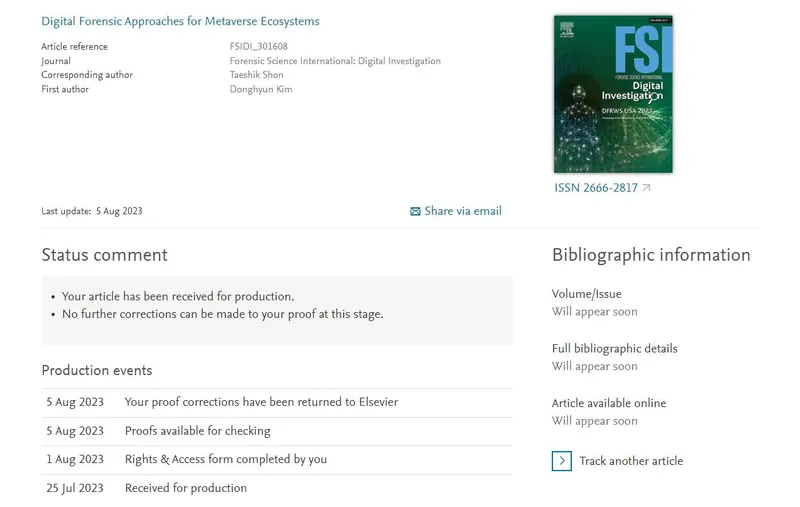 Digital Forensic Approaches for Metaverse Ecosystems
Article reference FSIDI_301608
Journal Forensic Science International: Digital Investigation
Corresponding author Taeshik Shon
First author Donghyun Kim
FSI
FORENSIC SCIENCE INTERNATIONAL
Digital
Investigation
DFRWS USA 2023
ISSN 2666-2817
Last update: 5 Aug 2023
Share via email
Status comment
• Your article has been received for production.
• No further corrections can be made to your proof at this stage.
Production events
5 Aug 2023 Your proof corrections have been returned to Elsevier
5 Aug 2023 Proofs available for checking
1 Aug 2023 Rights & Access form completed by you
25 Jul 2023 Received for production
Bibliographic information
Volume/Issue
Will appear soon
Full bibliographic details
Will appear soon
Article available online
Will appear soon
Track another article